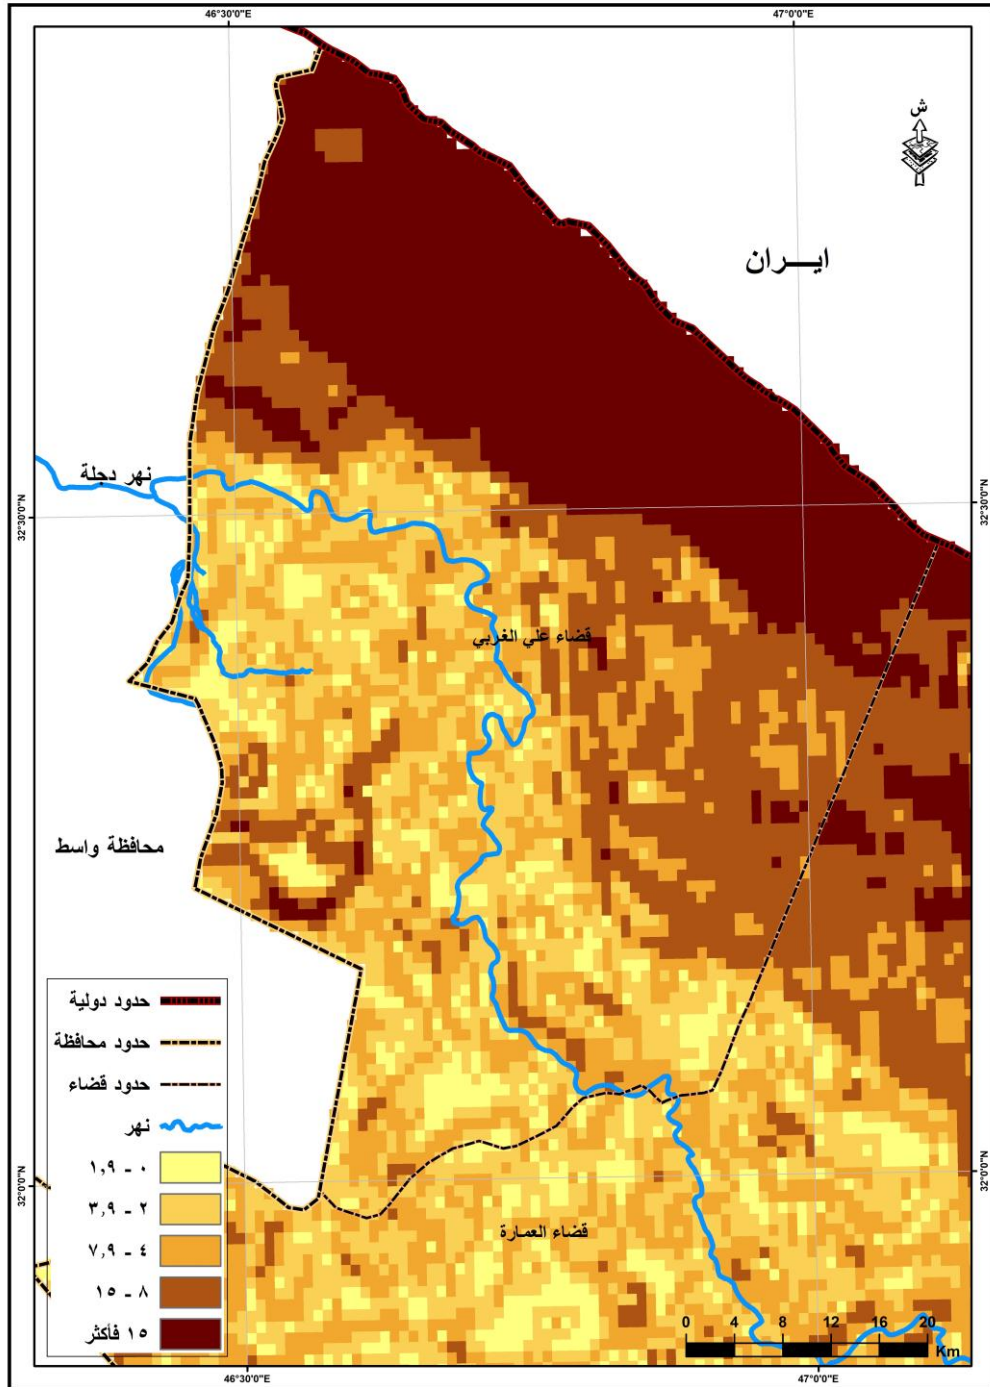 46°30'0"E
47°0'0"E
ش
ايـــران
نهر دجلة
32°30'0"N
32°30'0"N
قضاء علي الغربي
محافظة واسط
حدود دولية
حدود محافظة
حدود قضاء
نهر
٠ - ١,٩
٢ - ٣,٩
٤ - ٧,٩
٨ - ١٥
١٥ فأكثر
32°0'0"N
32°0'0"N
قضاء العمارة
0 4 8 12 16 20
Km
46°30'0"E
47°0'0"E